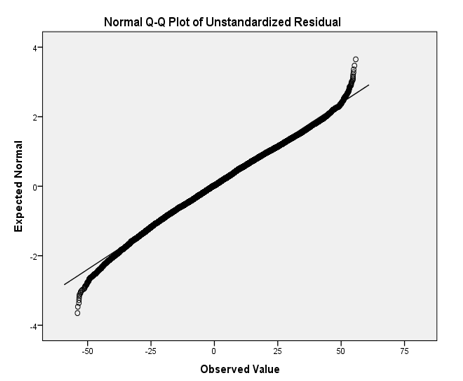 Normal Q-Q Plot of Unstandardized Residual
4
2
0
-2
-4
Expected Normal
-50 -25 0 25 50 75
Observed Value